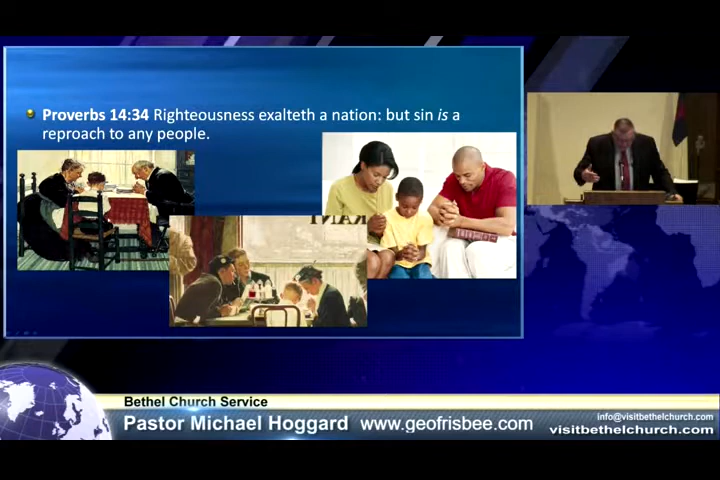 Proverbs 14:34 Righteousness exalteth a nation: but sin is a
reproach to any people.
Bethel Church Service
Pastor Michael Hoggard www.geofrisbee.com
info@visitbethelchurch.com
visitbethelchurch.com